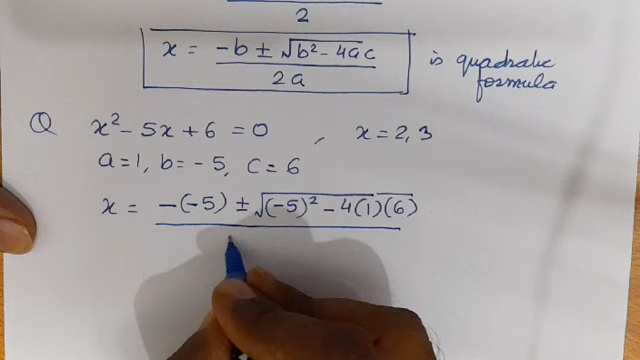 2
x = -b ± √b² - 4ac / 2a is quadratic formula
Q x² - 5x + 6 = 0 , x = 2, 3
a = 1, b = -5, c = 6
x = -(-5) ± √(-5)² - 4(1)(6)